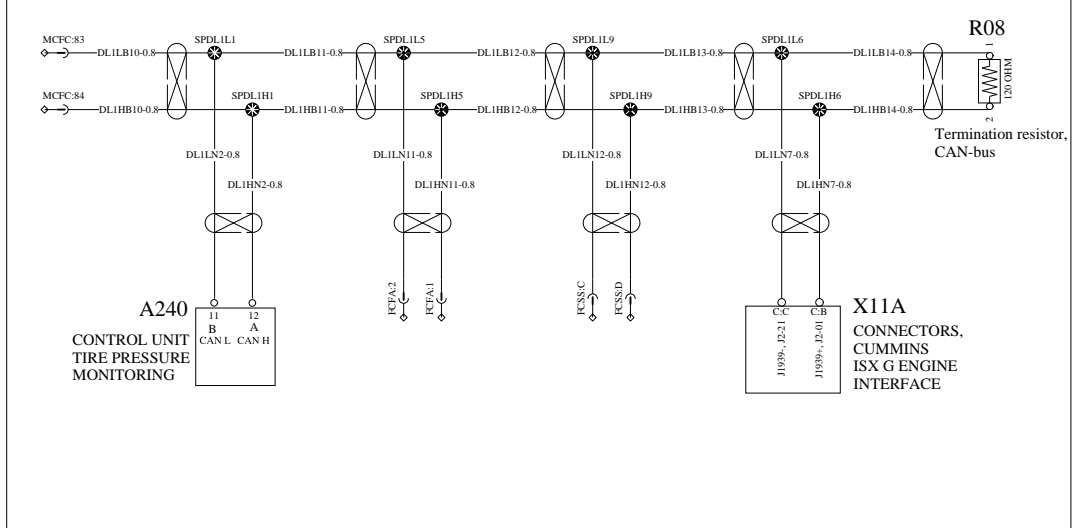 R08
MCFC:83
SPDL1L1
SPDL1L5
SPDL1L9
SPDL1L6
1
DL1LB10-0.8
DL1LB11-0.8
DL1LB12-0.8
DL1LB13-0.8
DL1LB14-0.8
120 OHM
MCFC:84
SPDL1H1
SPDL1H5
SPDL1H9
SPDL1H6
DL1HB10-0.8
DL1HB11-0.8
DL1HB12-0.8
DL1HB13-0.8
DL1HB14-0.8
2
Termination resistor,
CAN-bus
DL1LN2-0.8
DL1LN11-0.8
DL1LN12-0.8
DL1LN7-0.8
DL1HN2-0.8
DL1HN11-0.8
DL1HN12-0.8
DL1HN7-0.8
FCFA:2
FCFA:1
FCSS:C
FCSS:D
A240
CONTROL UNIT
TIRE PRESSURE
MONITORING
11
B
CAN L
12
A
CAN H
C:C
J1939-, J2-21
C:B
J1939+, J2-01
X11A
CONNECTORS,
CUMMINS
ISX G ENGINE
INTERFACE